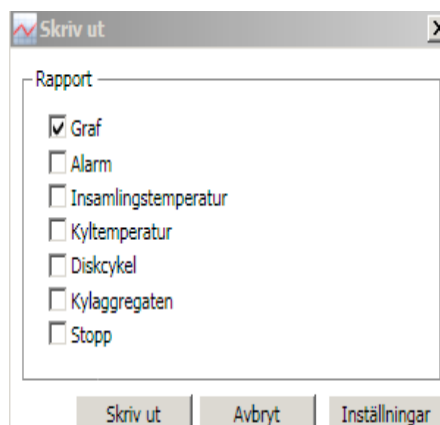 Skriv ut
Rapport
Graf
Alarm
Insamlingstemperatur
Kyltemperatur
Diskcykel
Kylaggregaten
Stopp
Skriv ut Avbryt Inställningar